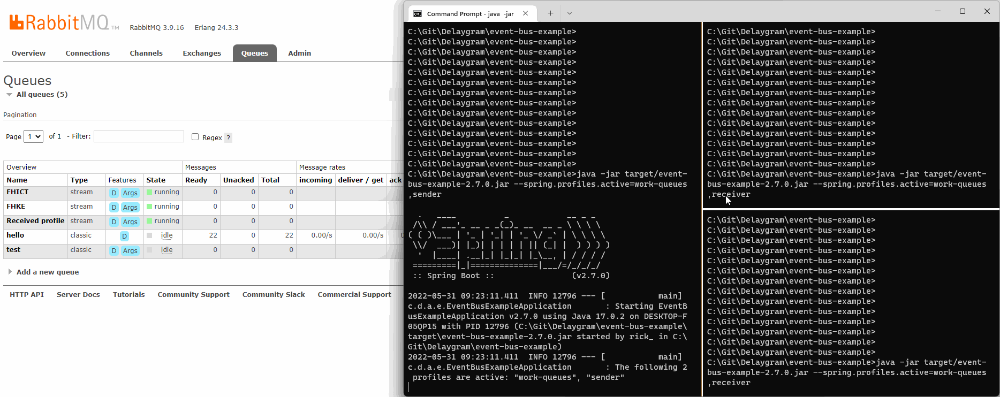 RabbitMQ TM RabbitMQ 3.9.16 Erlang 24.3.3
Overview Connections Channels Exchanges Queues Admin
Queues
All queues (5)
Pagination
Page 1 of 1 - Filter: Regex ?
Overview Messages Message rates
Name Type Features State Ready Unacked Total incoming deliver / get ack
FHICT stream D Args running 0 0 0
FHKE stream D Args running 0 0 0
Received profile stream D Args running 0 0 0
hello classic D idle 22 0 22 0.00/s 0.00/s 0
test classic D Args idle 0 0 0
Add a new queue
HTTP API Server Docs Tutorials Community Support Community Slack Commercial Support
Command Prompt - java -jar
C:\Git\Delaygram\event-bus-example>
C:\Git\Delaygram\event-bus-example>
C:\Git\Delaygram\event-bus-example>
C:\Git\Delaygram\event-bus-example>
C:\Git\Delaygram\event-bus-example>
C:\Git\Delaygram\event-bus-example>
C:\Git\Delaygram\event-bus-example>
C:\Git\Delaygram\event-bus-example>
C:\Git\Delaygram\event-bus-example>
C:\Git\Delaygram\event-bus-example>
C:\Git\Delaygram\event-bus-example>
C:\Git\Delaygram\event-bus-example>
C:\Git\Delaygram\event-bus-example>
C:\Git\Delaygram\event-bus-example>
C:\Git\Delaygram\event-bus-example>java -jar target/event-
bus-example-2.7.0.jar --spring.profiles.active=work-queues
,sender
  .   ____          _            __ _ _
 /\\ / ___'_ __ _ _(_)_ __  __ _ \ \ \ \
( ( )\___ | '_ | '_| | '_ \/ _` | \ \ \ \
 \\/  ___)| |_)| | | | | || (_| |  ) ) ) )
  '  |____| .__|_| |_|_| |_\__, | / / / /
 =========|_|==============|___/=/_/_/_/
 :: Spring Boot ::                (v2.7.0)
2022-05-31 09:23:11.411  INFO 12796 --- [           main]
c.d.a.e.EventBusExampleApplication       : Starting EventB
usExampleApplication v2.7.0 using Java 17.0.2 on DESKTOP-F
05QP15 with PID 12796 (C:\Git\Delaygram\event-bus-example\
target\event-bus-example-2.7.0.jar started by rick_ in C:\
Git\Delaygram\event-bus-example)
2022-05-31 09:23:11.411  INFO 12796 --- [           main]
c.d.a.e.EventBusExampleApplication       : The following 2
 profiles are active: "work-queues", "sender"
C:\Git\Delaygram\event-bus-example>
C:\Git\Delaygram\event-bus-example>
C:\Git\Delaygram\event-bus-example>
C:\Git\Delaygram\event-bus-example>
C:\Git\Delaygram\event-bus-example>
C:\Git\Delaygram\event-bus-example>
C:\Git\Delaygram\event-bus-example>
C:\Git\Delaygram\event-bus-example>
C:\Git\Delaygram\event-bus-example>
C:\Git\Delaygram\event-bus-example>
C:\Git\Delaygram\event-bus-example>
C:\Git\Delaygram\event-bus-example>
C:\Git\Delaygram\event-bus-example>
C:\Git\Delaygram\event-bus-example>
C:\Git\Delaygram\event-bus-example>java -jar target/event-
bus-example-2.7.0.jar --spring.profiles.active=work-queues
,receiver
C:\Git\Delaygram\event-bus-example>
C:\Git\Delaygram\event-bus-example>
C:\Git\Delaygram\event-bus-example>
C:\Git\Delaygram\event-bus-example>
C:\Git\Delaygram\event-bus-example>
C:\Git\Delaygram\event-bus-example>
C:\Git\Delaygram\event-bus-example>
C:\Git\Delaygram\event-bus-example>
C:\Git\Delaygram\event-bus-example>
C:\Git\Delaygram\event-bus-example>
C:\Git\Delaygram\event-bus-example>
C:\Git\Delaygram\event-bus-example>
C:\Git\Delaygram\event-bus-example>
C:\Git\Delaygram\event-bus-example>
C:\Git\Delaygram\event-bus-example>java -jar target/event-
bus-example-2.7.0.jar --spring.profiles.active=work-queues
,receiver